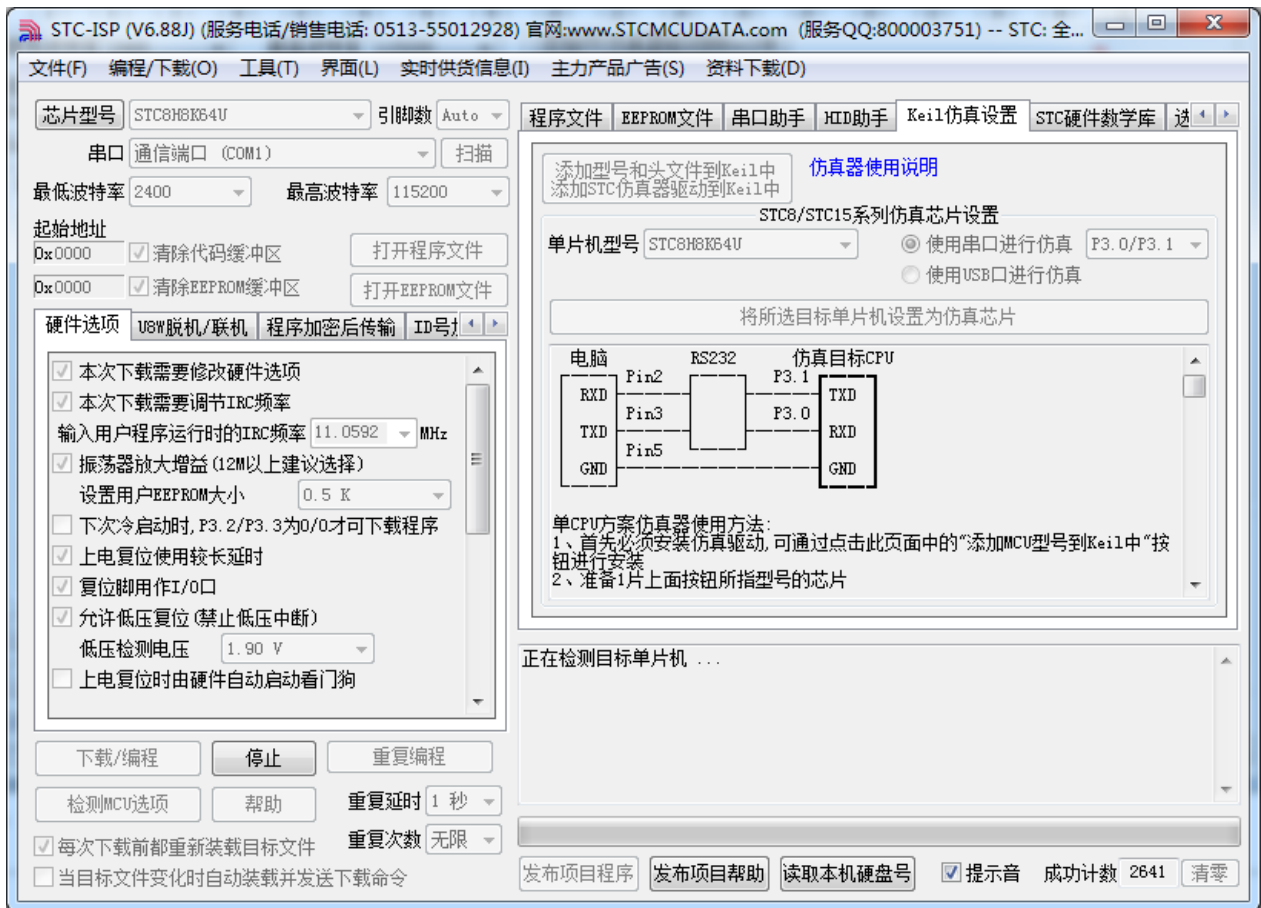 STC-ISP (V6.88J) (服务电话/销售电话: 0513-55012928) 官网:www.STCMCUDATA.com  (服务QQ:800003751) -- STC: 全...
文件(F) 编程/下载(O) 工具(T) 界面(L) 实时供货信息(I) 主力产品广告(S) 资料下载(D)
芯片型号 STC8H8K64U 引脚数 Auto
串口 通信端口 (COM1) 扫描
最低波特率 2400 最高波特率 115200
起始地址
0x0000 清除代码缓冲区 打开程序文件
0x0000 清除EEPROM缓冲区 打开EEPROM文件
硬件选项 U8W脱机/联机 程序加密后传输 ID号
本次下载需要修改硬件选项
本次下载需要调节IRC频率
输入用户程序运行时的IRC频率 11.0592 MHz
振荡器放大增益(12M以上建议选择)
设置用户EEPROM大小 0.5 K
下次冷启动时,P3.2/P3.3为0/0才可下载程序
上电复位使用较长延时
复位脚用作I/O口
允许低压复位(禁止低压中断)
低压检测电压 1.90 V
上电复位时由硬件自动启动看门狗
下载/编程 停止 重复编程
检测MCU选项 帮助 重复延时 1 秒
每次下载前都重新装载目标文件 重复次数 无限
当目标文件变化时自动装载并发送下载命令
程序文件 EEPROM文件 串口助手 HID助手 Keil仿真设置 STC硬件数学库 选
添加型号和头文件到Keil中
添加STC仿真器驱动到Keil中
仿真器使用说明
STC8/STC15系列仿真芯片设置
单片机型号 STC8H8K64U 使用串口进行仿真 P3.0/P3.1
使用USB口进行仿真
将所选目标单片机设置为仿真芯片
电脑 RS232 仿真目标CPU
Pin2 P3.1
RXD TXD
Pin3 P3.0
TXD RXD
Pin5
GND GND
单CPU方案仿真器使用方法:
1、首先必须安装仿真驱动,可通过点击此页面中的"添加MCU型号到Keil中"按
钮进行安装
2、准备1片上面按钮所指型号的芯片
正在检测目标单片机 ...
发布项目程序 发布项目帮助 读取本机硬盘号 提示音 成功计数 2641 清零